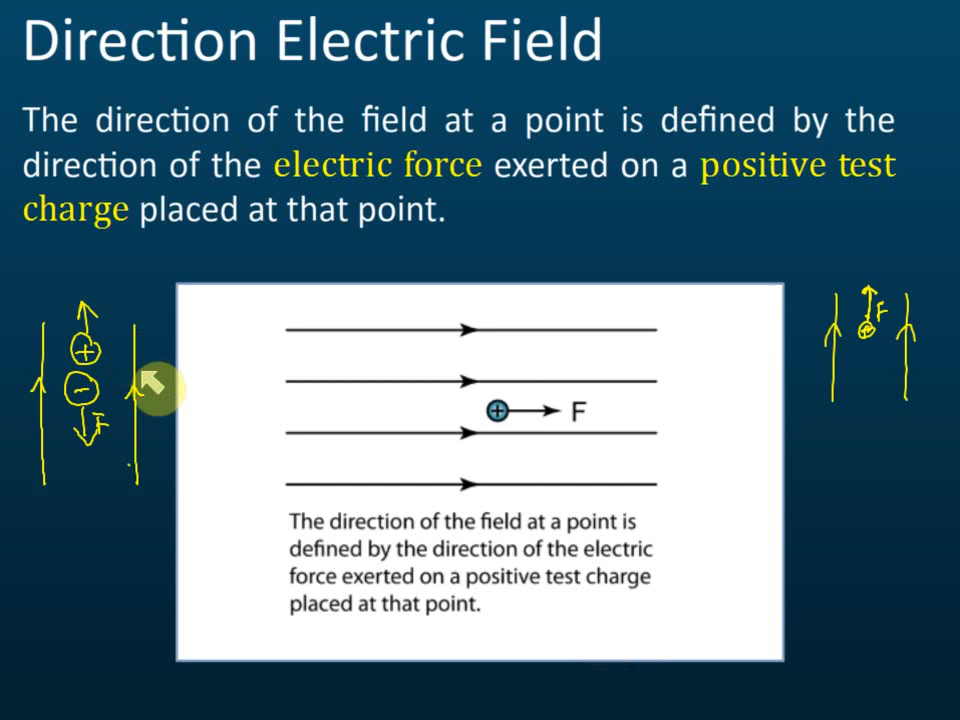 Direction Electric Field
The direction of the field at a point is defined by the
direction of the electric force exerted on a positive test
charge placed at that point.
+
-
F
F
+
+ F
The direction of the field at a point is
defined by the direction of the electric
force exerted on a positive test charge
placed at that point.